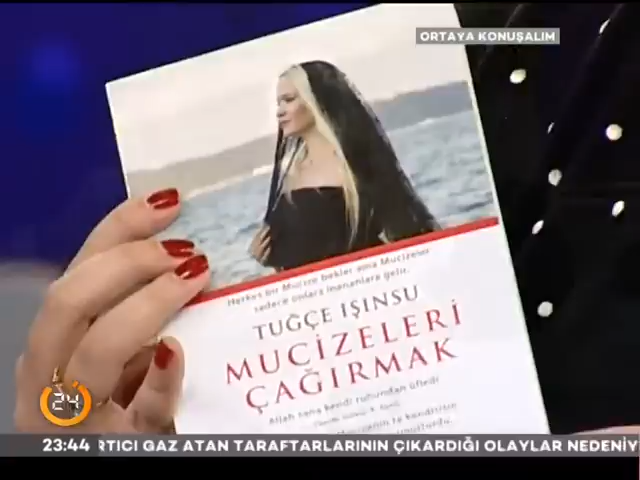 ORTAYA KONUŞALIM
Herkes bir Mucize bekler ama Mucizeler
sadece onlara inananlara gelir.
TUĞÇE IŞINSU
MUCİZELERİ
ÇAĞIRMAK
Allah sana kendi ruhundan üfledi
24
23:44 RTICI GAZ ATAN TARAFTARLARININ ÇIKARDIĞI OLAYLAR NEDENİY